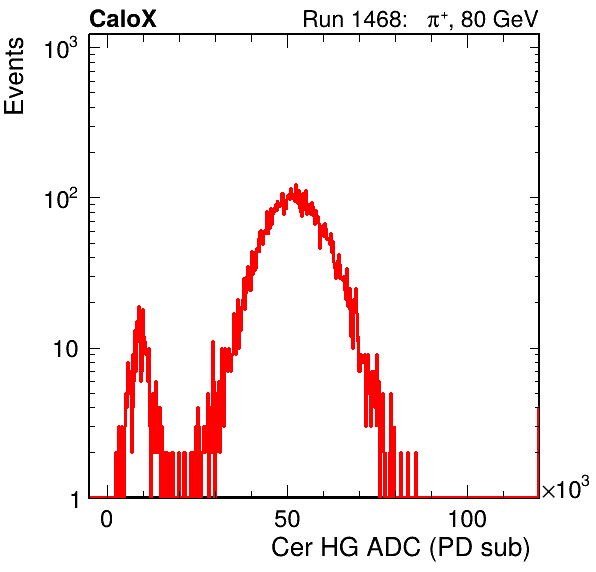 CaloX Run 1468: π⁺, 80 GeV
Events
10³
10²
10
1
0 50 100 ×10³
Cer HG ADC (PD sub)